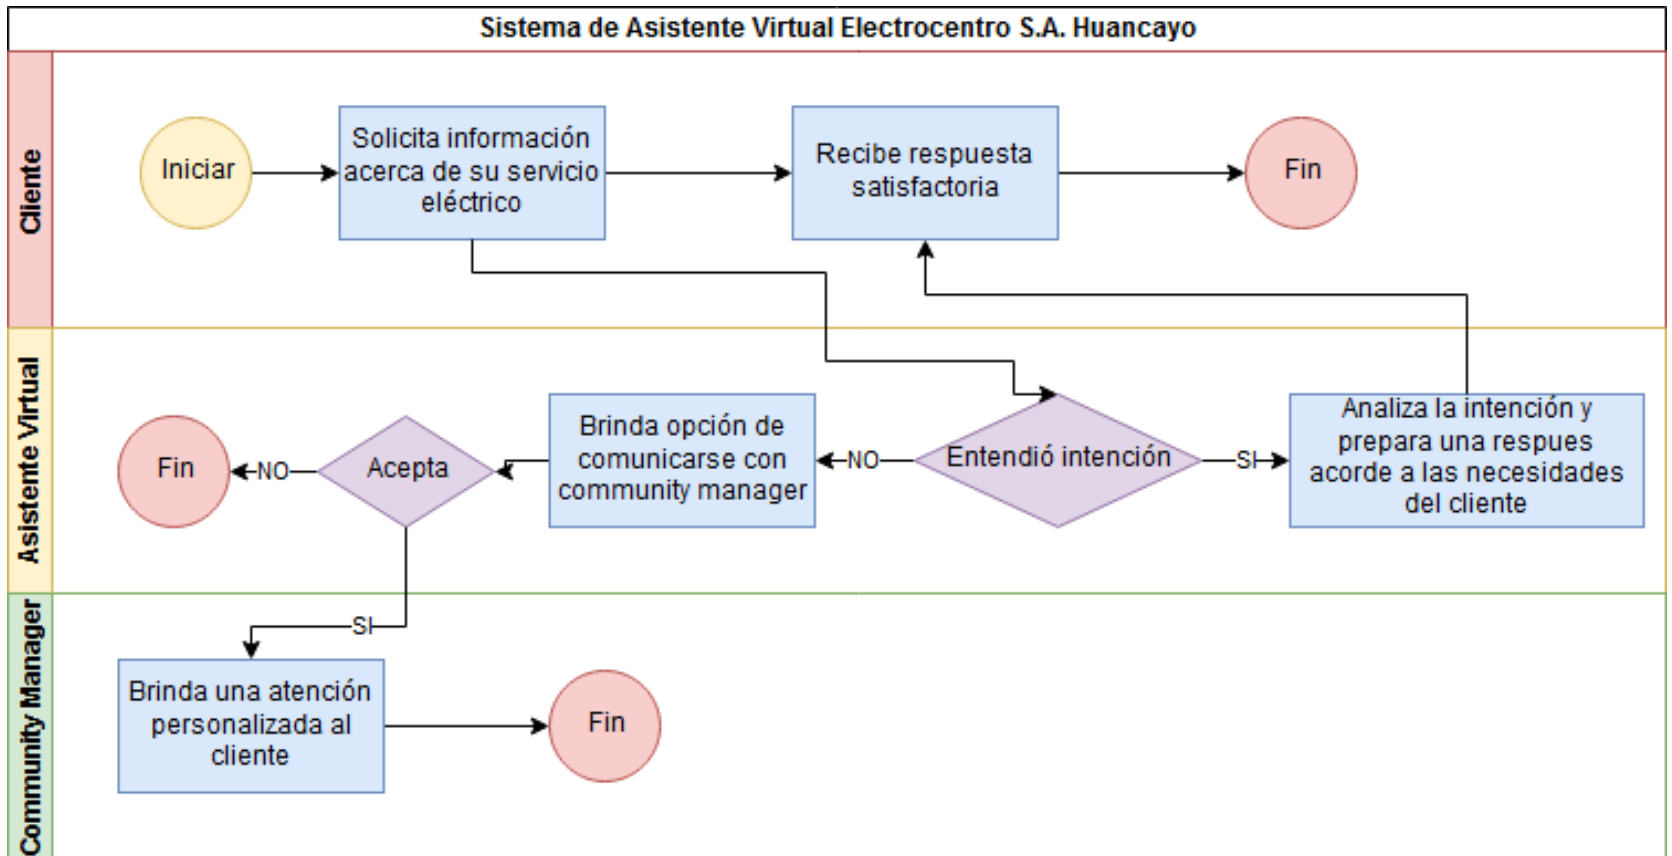 Sistema de Asistente Virtual Electrocentro S.A. Huancayo
Cliente
Iniciar
Solicita información
acerca de su servicio
eléctrico
Recibe respuesta
satisfactoria
Fin
Asistente Virtual
Fin
NO
Acepta
Brinda opción de
comunicarse con
community manager
NO
Entendió intención
SI
Analiza la intención y
prepara una respues
acorde a las necesidades
del cliente
Community Manager
SI
Brinda una atención
personalizada al
cliente
Fin